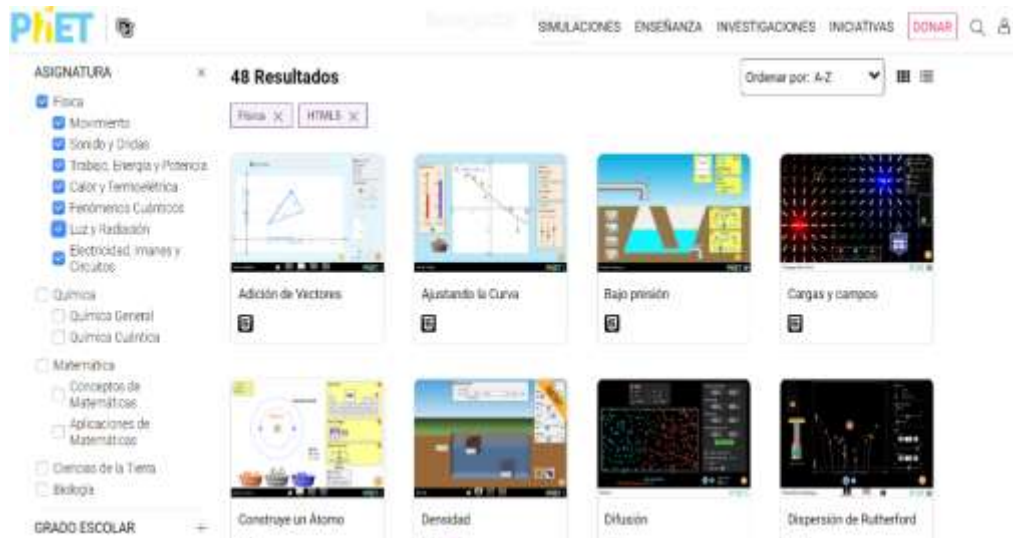 PhET
SIMULACIONES ENSEÑANZA INVESTIGACIONES INICIATIVAS DONAR
ASIGNATURA ×
Física
Movimiento
Sonido y Ondas
Trabajo, Energía y Potencia
Calor y Termoeléctrica
Fenómenos Cuánticos
Luz y Radiación
Electricidad, Imanes y
Circuitos
Química
Química General
Química Cuántica
Matemática
Conceptos de
Matemáticas
Aplicaciones de
Matemáticas
Ciencias de la Tierra
Biología
GRADO ESCOLAR +
48 Resultados
Ordenar por: A-Z
Física ×
HTML5 ×
Adición de Vectores
Ajustando la Curva
Bajo presión
Cargas y campos
Construye un Átomo
Densidad
Difusión
Dispersión de Rutherford